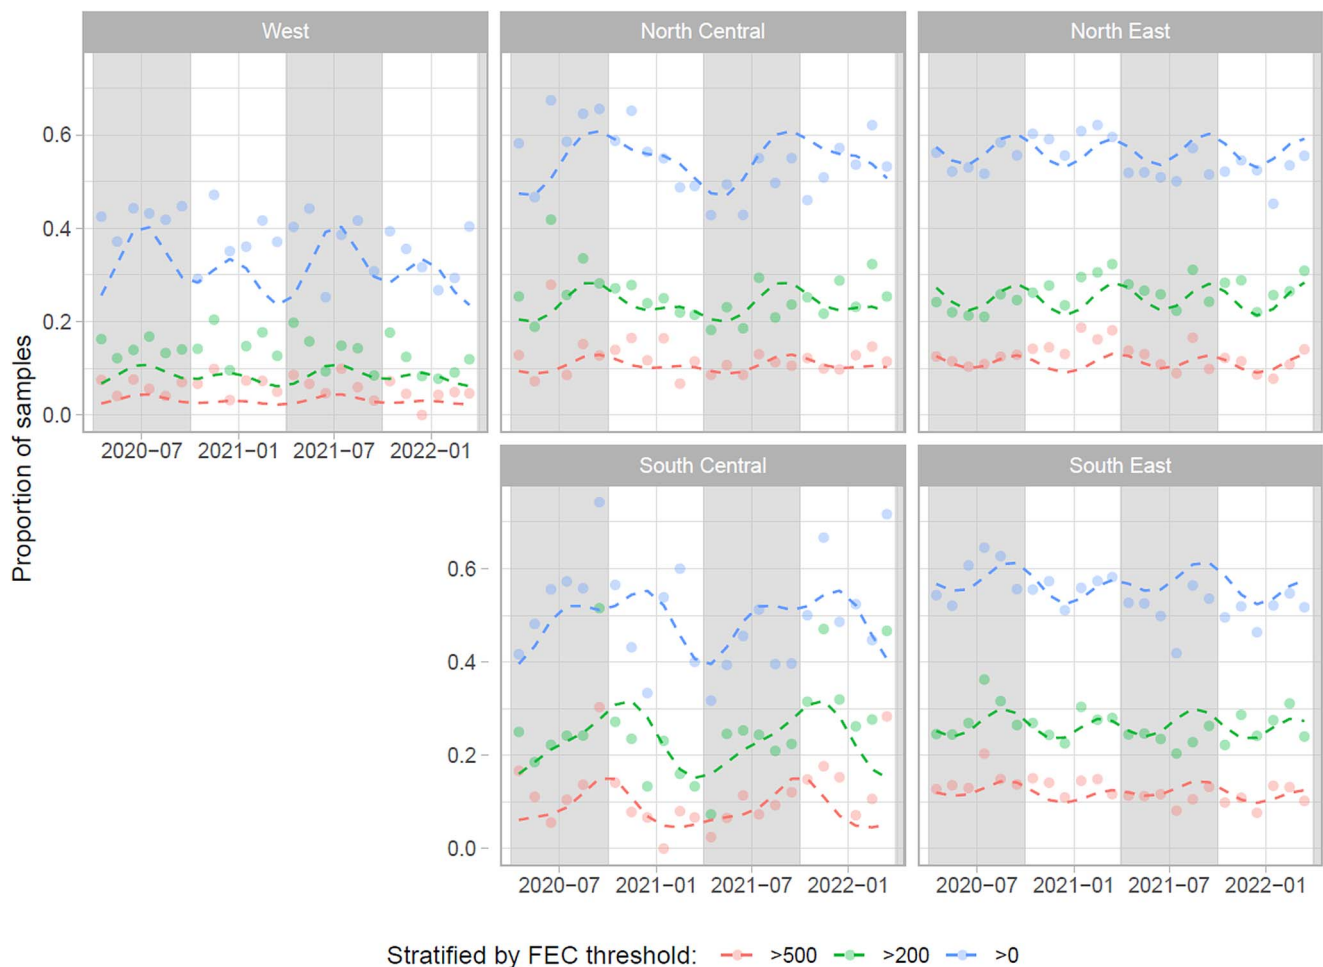 West
North Central
North East
0.6
0.4
0.2
0.0
2020−07
2021−01
2021−07
2022−01
South Central
South East
Proportion of samples
0.6
0.4
0.2
0.0
2020−07
2021−01
2021−07
2022−01
2020−07
2021−01
2021−07
2022−01
Stratified by FEC threshold: >500 >200 >0